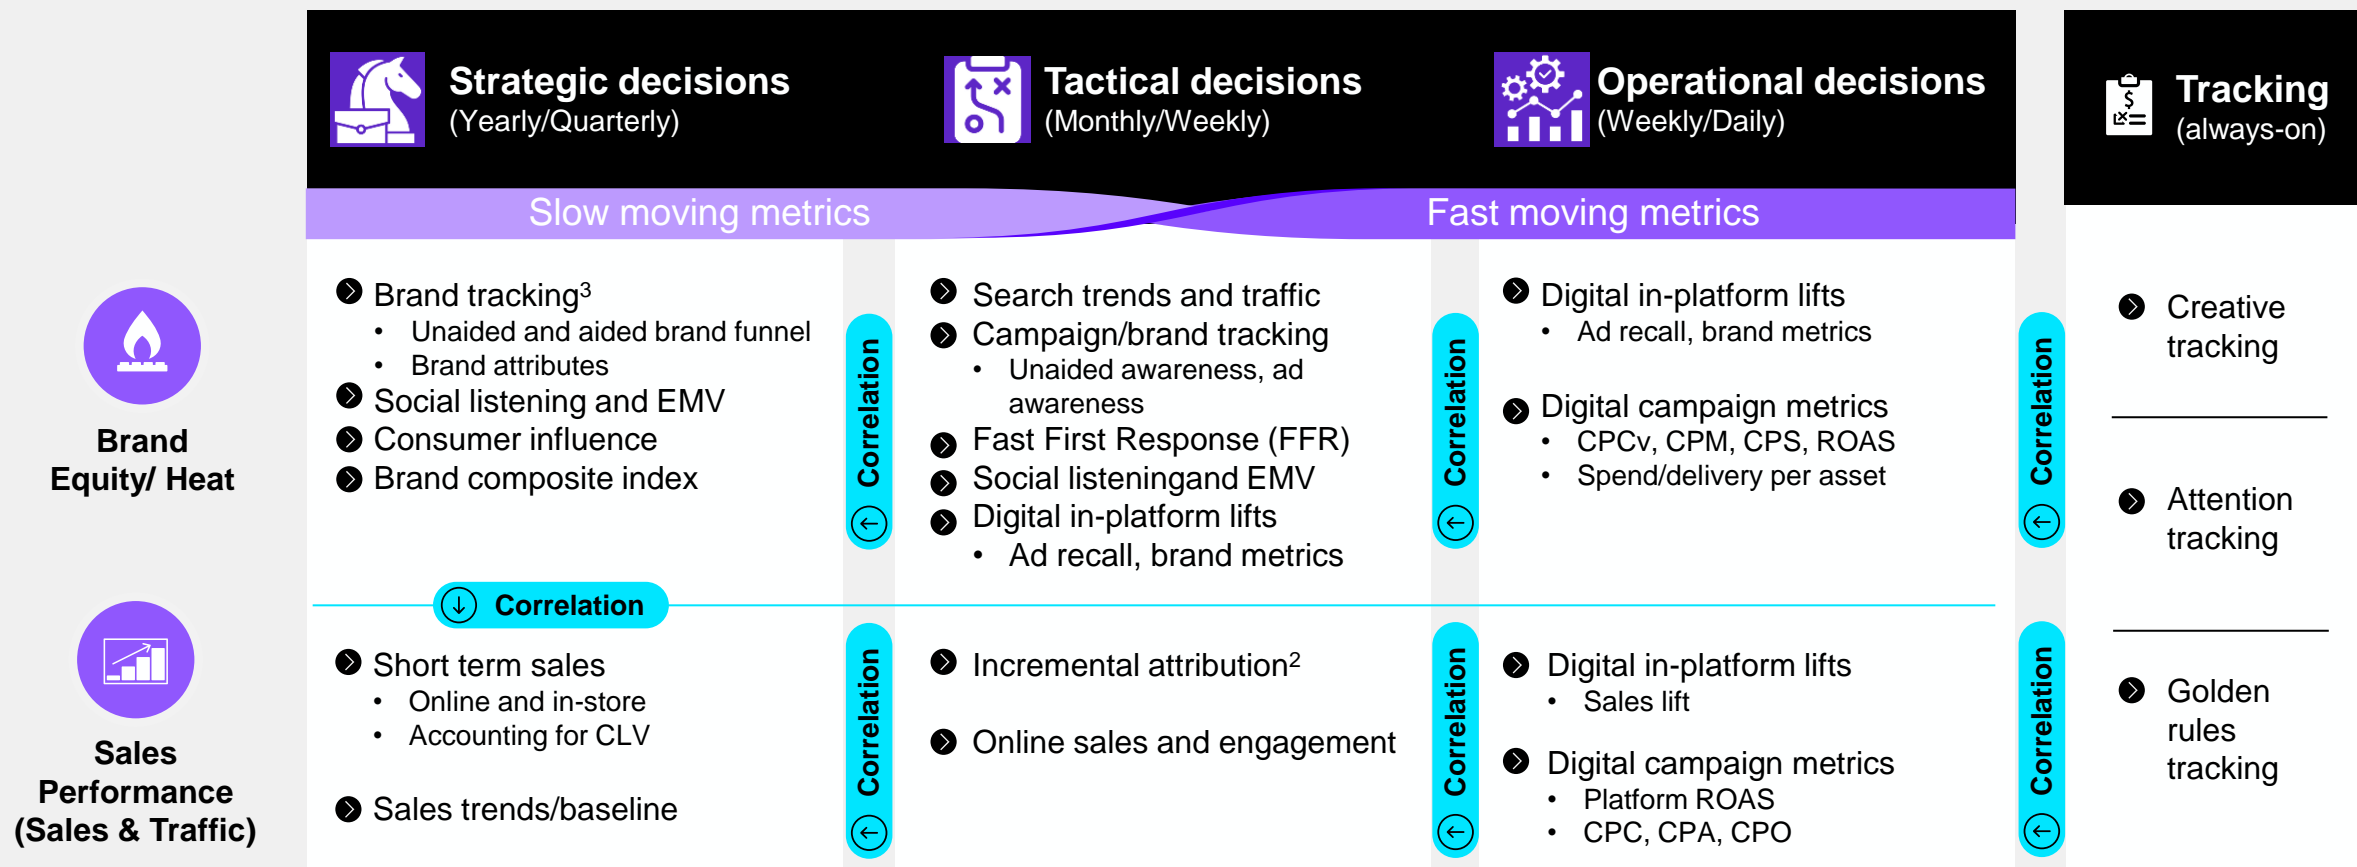 Strategic decisions
(Yearly/Quarterly)
Tactical decisions
(Monthly/Weekly)
Operational decisions
(Weekly/Daily)
Tracking
(always-on)
Slow moving metrics
Fast moving metrics
Brand
Equity/ Heat
Brand tracking3
• Unaided and aided brand funnel
• Brand attributes
Social listening and EMV
Consumer influence
Brand composite index
Correlation
Search trends and traffic
Campaign/brand tracking
• Unaided awareness, ad
awareness
Fast First Response (FFR)
Social listeningand EMV
Digital in-platform lifts
• Ad recall, brand metrics
Correlation
Digital in-platform lifts
• Ad recall, brand metrics
Digital campaign metrics
• CPCv, CPM, CPS, ROAS
• Spend/delivery per asset
Correlation
Creative
tracking
Attention
tracking
Golden
rules
tracking
Correlation
Sales
Performance
(Sales & Traffic)
Short term sales
• Online and in-store
• Accounting for CLV
Sales trends/baseline
Correlation
Incremental attribution2
Online sales and engagement
Correlation
Digital in-platform lifts
• Sales lift
Digital campaign metrics
• Platform ROAS
• CPC, CPA, CPO
Correlation